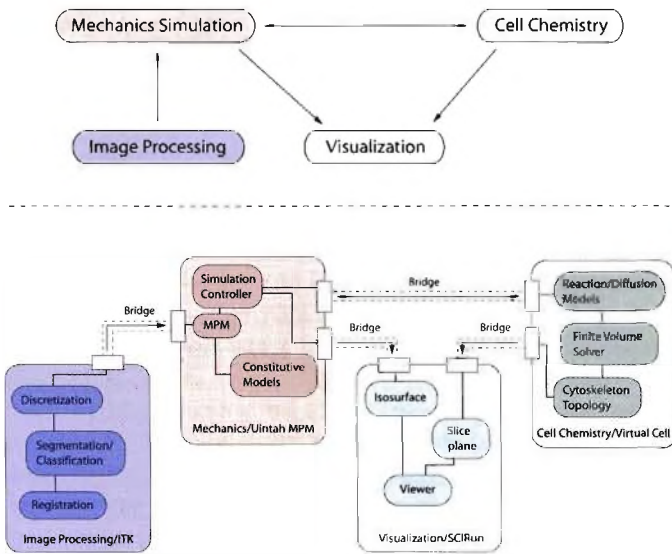 Mechanics Simulation
Cell Chemistry
Image Processing
Visualization
Bridge
Simulation
Controller
MPM
Constitutive
Models
Mechanics/Uintah MPM
Bridge
Bridge
Bridge
Reaction/Diffusion
Models
Finite Volume
Solver
Cytoskeleton
Topology
Cell Chemistry/Virtual Cell
Discretization
Segmentation/
Classification
Registration
Image Processing/ITK
Isosurface
Slice
plane
Viewer
Visualization/SCIRun